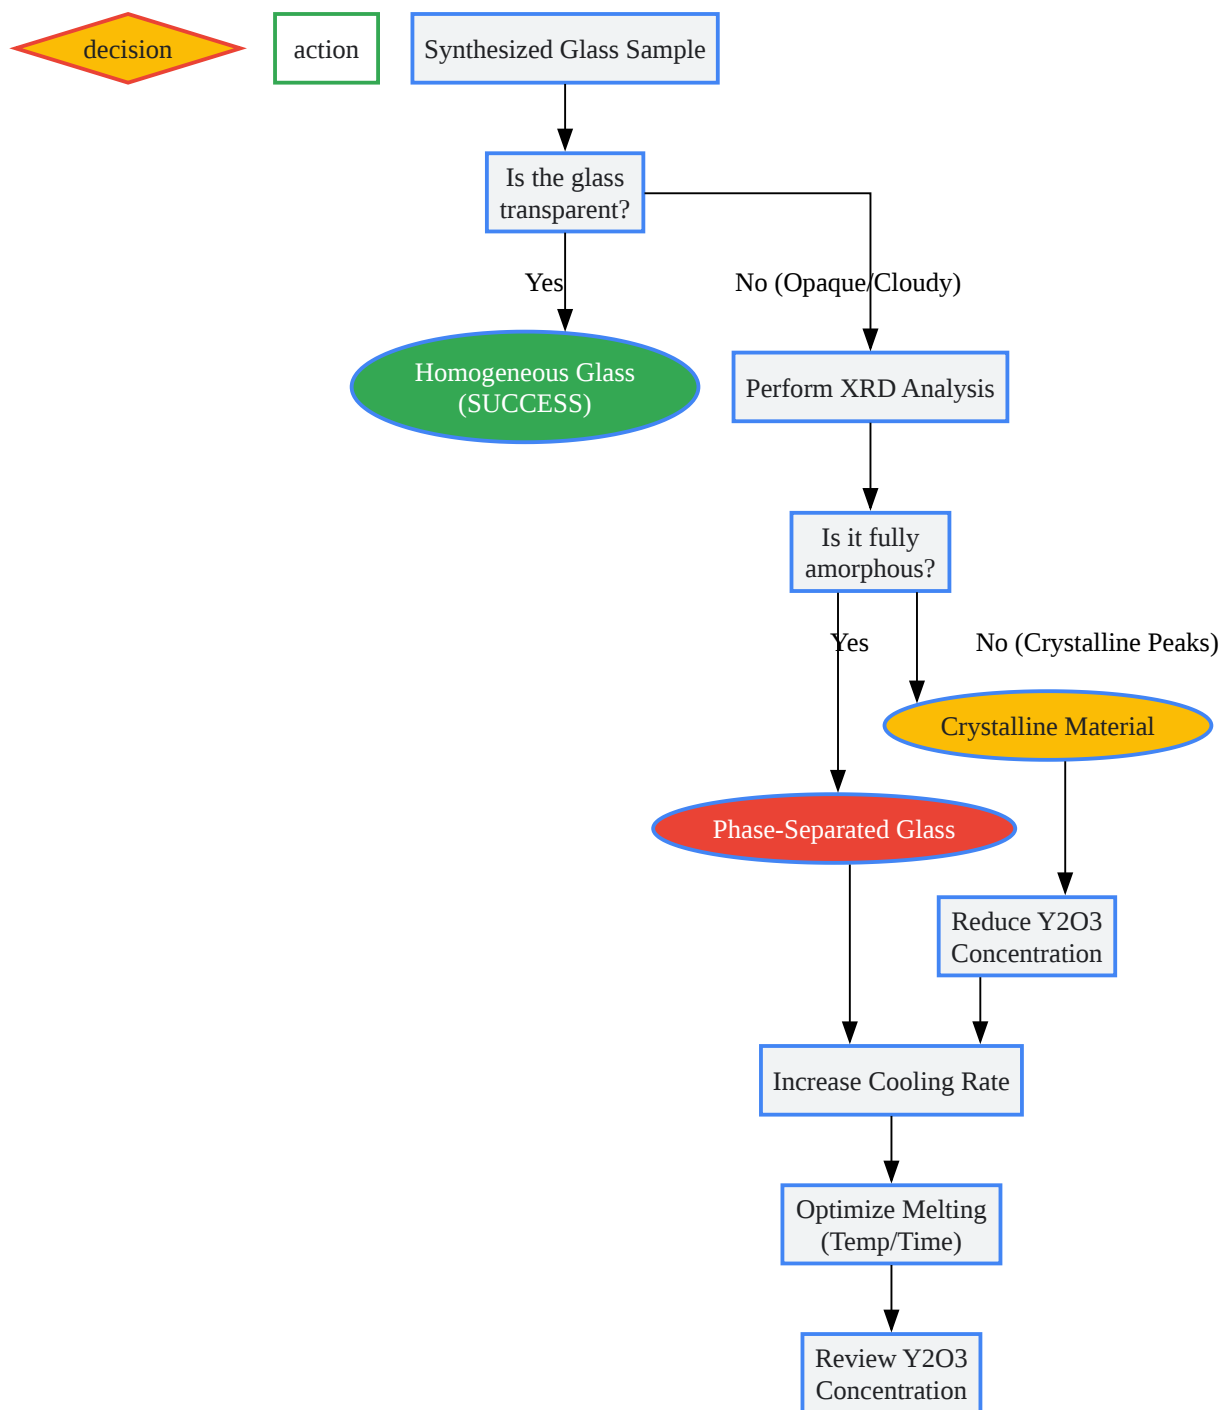 decision
action
Synthesized Glass Sample
Is the glass
transparent?
Yes
No (Opaque/Cloudy)
Homogeneous Glass
(SUCCESS)
Perform XRD Analysis
Is it fully
amorphous?
Yes
No (Crystalline Peaks)
Crystalline Material
Phase-Separated Glass
Reduce Y2O3
Concentration
Increase Cooling Rate
Optimize Melting
(Temp/Time)
Review Y2O3
Concentration